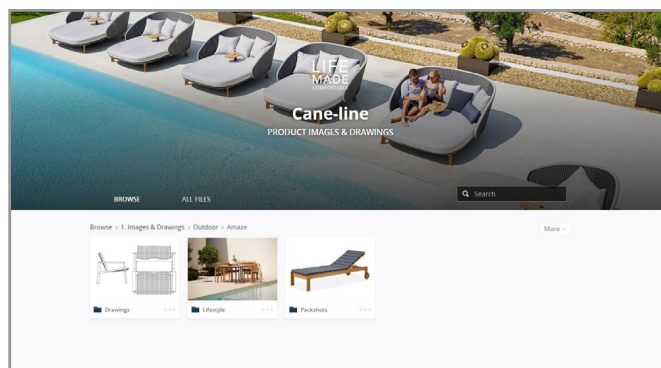 LIFE
MADE
COMFORTABLE
Cane-line
PRODUCT IMAGES & DRAWINGS
BROWSE ALL FILES Search
Browse > 1. Images & Drawings > Outdoor > Amaze More
Drawings Lifestyle Packshots